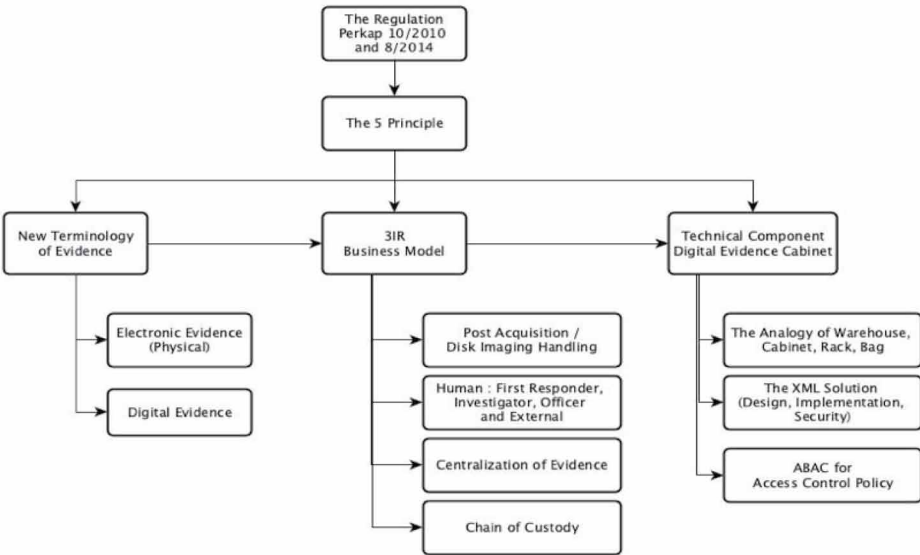 The Regulation
Perkap 10/2010
and 8/2014
The 5 Principle
New Terminology
of Evidence
3IR
Business Model
Technical Component
Digital Evidence Cabinet
Electronic Evidence
(Physical)
Digital Evidence
Post Acquisition /
Disk Imaging Handling
Human : First Responder,
Investigator, Officer
and External
Centralization of Evidence
Chain of Custody
The Analogy of Warehouse,
Cabinet, Rack, Bag
The XML Solution
(Design, Implementation,
Security)
ABAC for
Access Control Policy